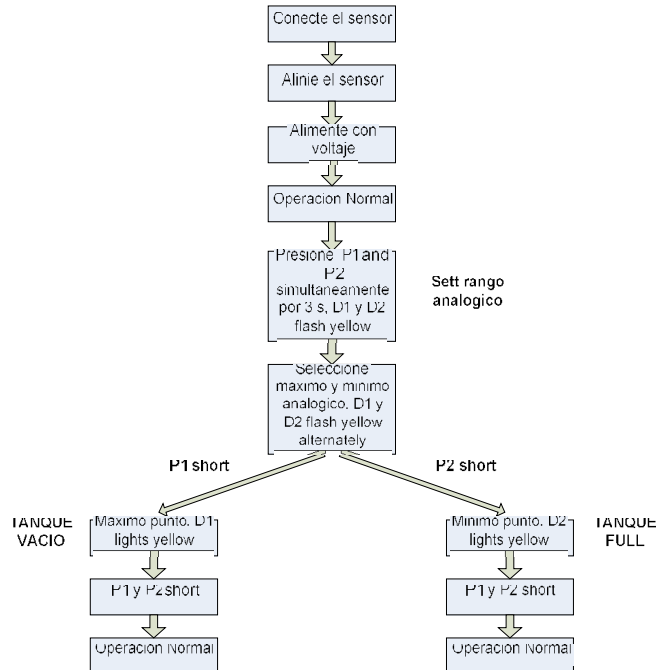 Conecte el sensor
Alinie el sensor
Alimente con
voltaje
Operacion Normal
Presione P1 and
P2
simultaneamente
por 3 s, D1 y D2
flash yellow
Sett rango
analogico
Seleccione
maximo y minimo
analogico. D1 y
D2 flash yellow
alternately
P1 short
P2 short
TANQUE
VACIO
Maximo punto. D1
lights yellow
Minimo punto. D2
lights yellow
TANQUE
FULL
P1 y P2 short
P1 y P2 short
Operacion Normal
Operacion Normal